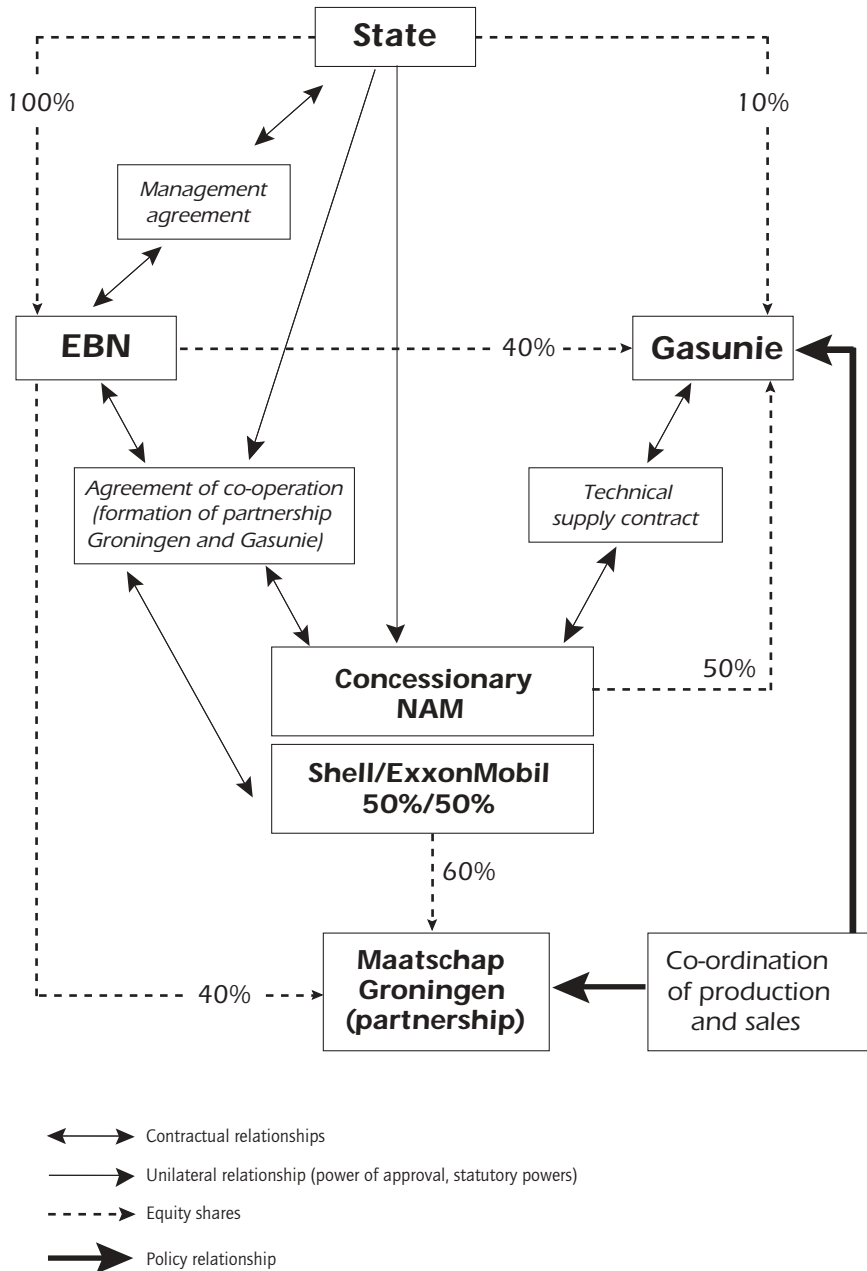 State
100%
10%
Management
agreement
EBN
40%
Gasunie
Agreement of co-operation
(formation of partnership
Groningen and Gasunie)
Technical
supply contract
Concessionary
NAM
50%
Shell/ExxonMobil
50%/50%
60%
Maatschap
Groningen
(partnership)
Co-ordination
of production
and sales
40%
Contractual relationships
Unilateral relationship (power of approval, statutory powers)
Equity shares
Policy relationship